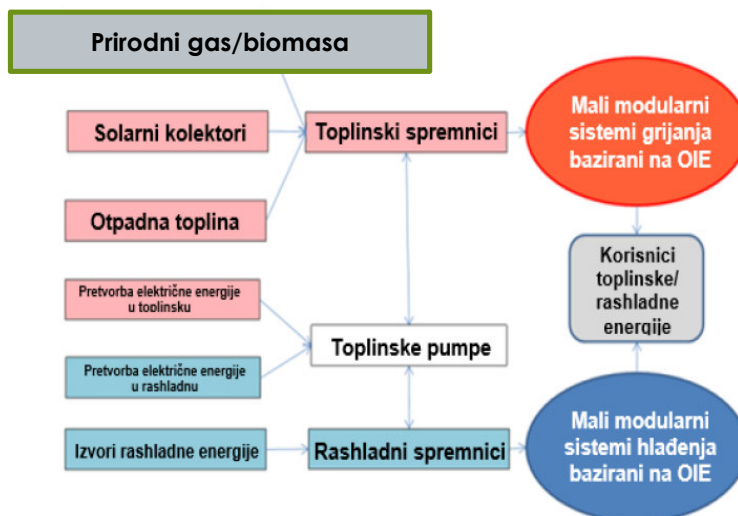 Prirodni gas/biomasa
Solarni kolektori
Toplinski spremnici
Mali modularni
sistemi grijanja
bazirani na OIE
Otpadna toplina
Korisnici
toplinske/
rashladne
energije
Pretvorba električne energije
u toplinsku
Toplinske pumpe
Pretvorba električne energije
u rashladnu
Izvori rashladne energije
Rashladni spremnici
Mali modularni
sistemi hlađenja
bazirani na OIE